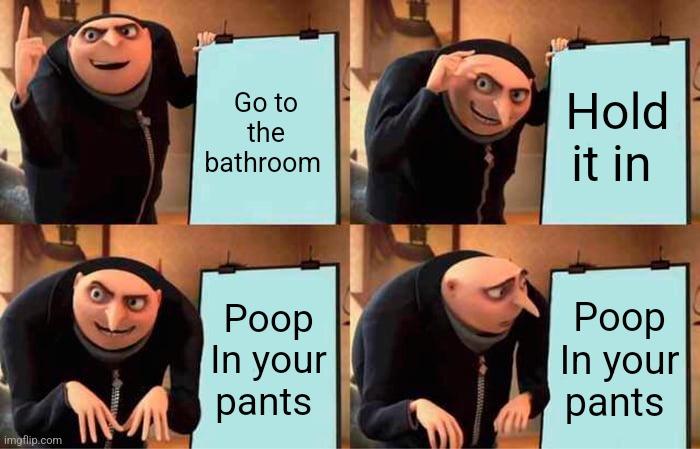 Go to
the
bathroom
Hold
it in
Poop
In your
pants
Poop
In your
pants
imgflip.com